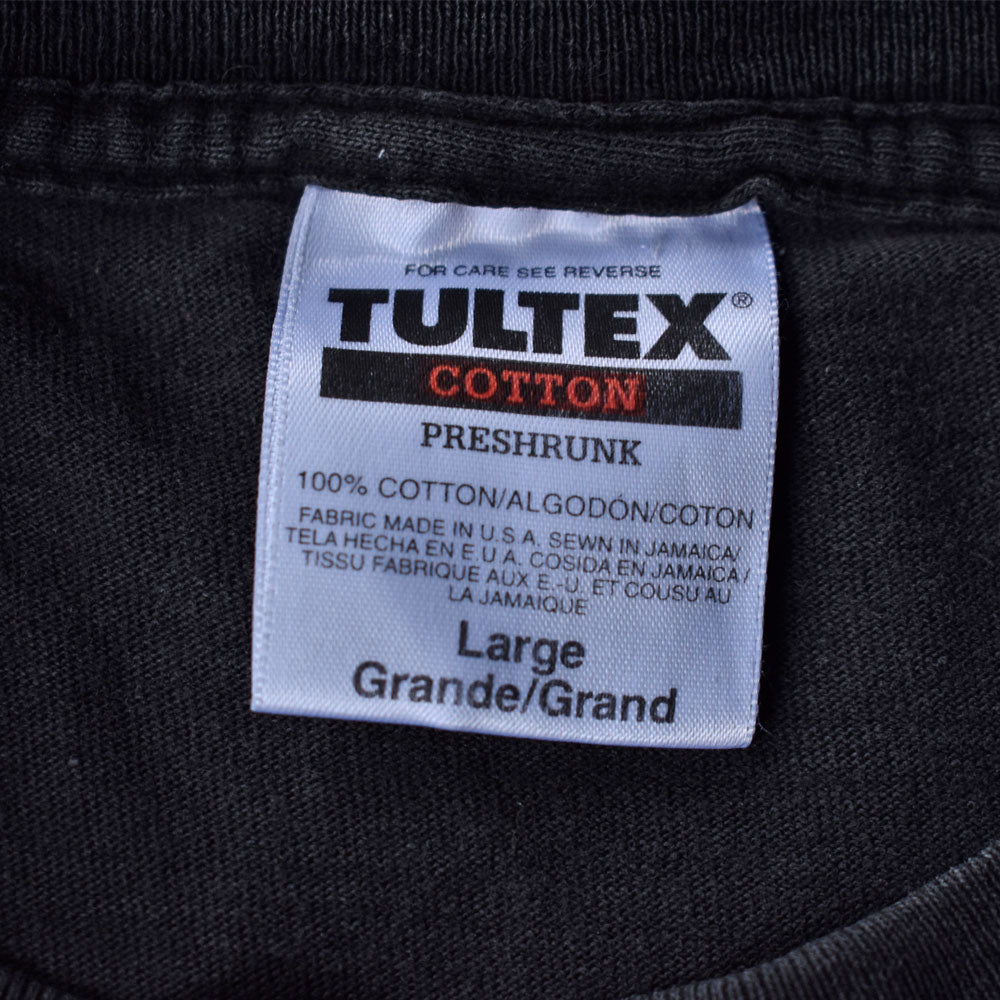 FOR CARE SEE REVERSE
TULTEX®
COTTON
PRESHRUNK
100% COTTON/ALGODÓN/COTON
FABRIC MADE IN U.S.A. SEWN IN JAMAICA/
TELA HECHA EN E.U.A. COSIDA EN JAMAICA/
TISSU FABRIQUE AUX E.-U. ET COUSU AU
LA JAMAIQUE
Large
Grande/Grand